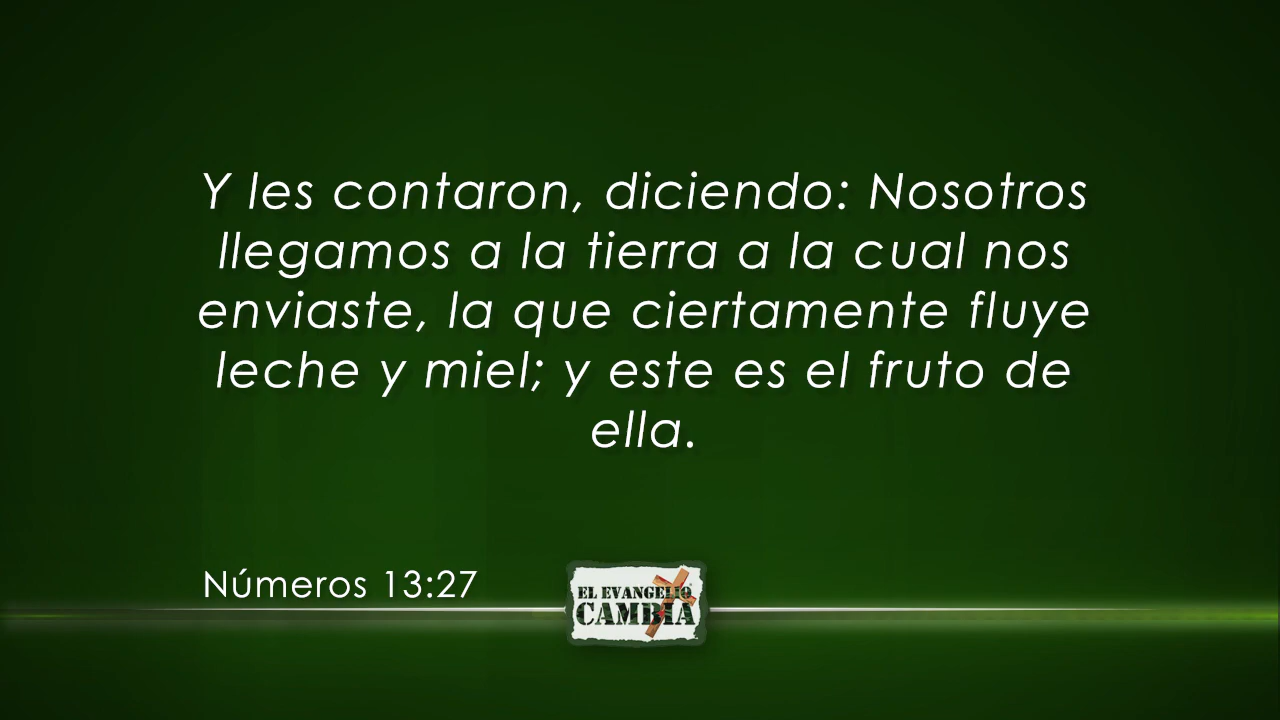 Y les contaron, diciendo: Nosotros
llegamos a la tierra a la cual nos
enviaste, la que ciertamente fluye
leche y miel; y este es el fruto de
ella.
Números 13:27
EL EVANGELIO
CAMBIA